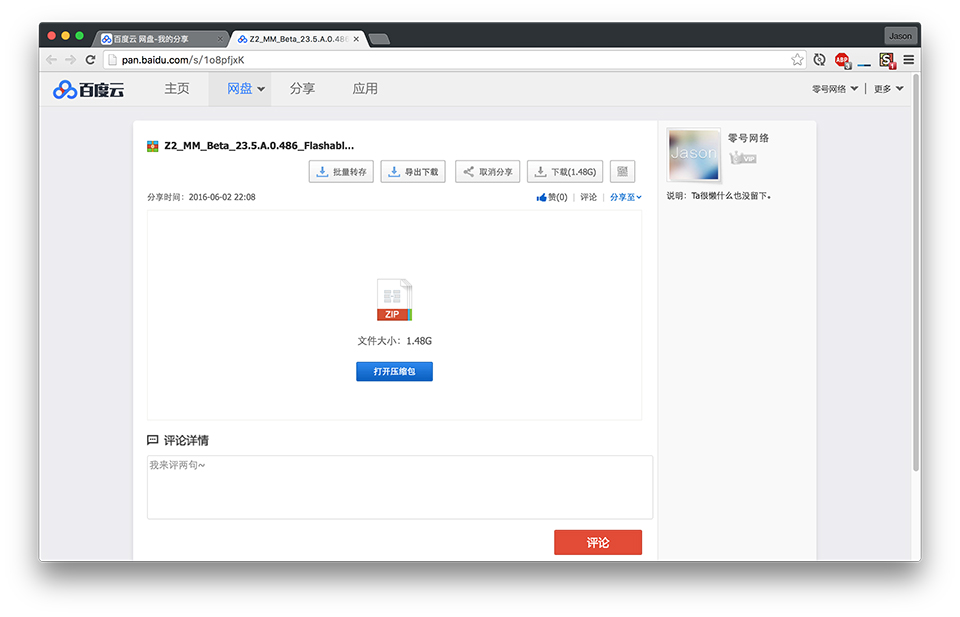 百度云 网盘-我的分享
Z2_MM_Beta_23.5.A.0.486
Jason
pan.baidu.com/s/1o8pfjxK
ABP
百度云
主页
网盘
分享
应用
零号网络
更多
Z2_MM_Beta_23.5.A.0.486_Flashabl...
批量转存
导出下载
取消分享
下载(1.48G)
分享时间：2016-06-02 22:08
赞(0)
评论
分享至
Jason
零号网络
VIP
说明：Ta很懒什么也没留下。
ZIP
文件大小：1.48G
打开压缩包
评论详情
我来评两句~
评论